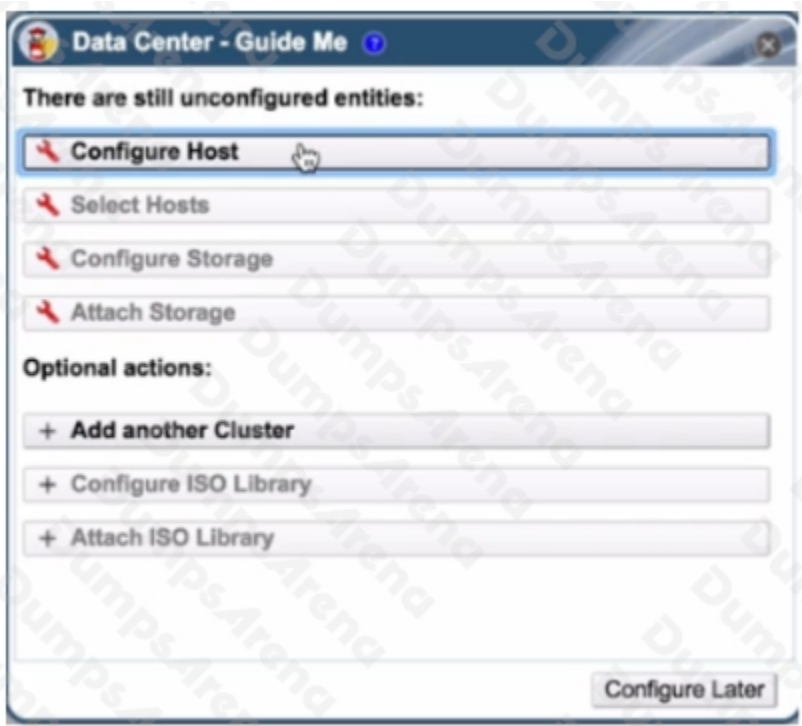 Data Center - Guide Me ?
There are still unconfigured entities:
Configure Host
Select Hosts
Configure Storage
Attach Storage
Optional actions:
+ Add another Cluster
+ Configure ISO Library
+ Attach ISO Library
Configure Later
DumpsArena